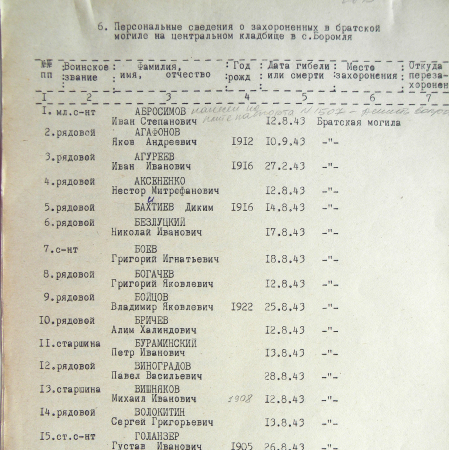 6. Персональные сведения о захороненных в братской
могиле на центральном кладбище в с.Боромля
№№ пп Воинское звание Фамилия, имя, отчество Год рожд Дата гибели или смерти Место захоронения Откуда переза- хоронен
1 2 3 4 5 6 7
1. мл.с-нт АБРОСИМОВ
Иван Степанович 12.8.43 Братская могила
2.рядовой АГАФОНОВ
Яков Андреевич 1912 10.9.43 -"-
3.рядовой АГУРЕЕВ
Иван Иванович 1916 27.2.43 -"-
4.рядовой АКСЕНЕНКО
Нестор Митрофанович 12.8.43 -"-
5.рядовой БАХТИЕВ Диким 1916 14.8.43 -"-
6.рядовой БЕЗЛУЦКИЙ
Николай Иванович 17.8.43 -"-
7.с-нт БОЕВ
Григорий Игнатьевич 18.8.43 -"-
8.рядовой БОГАЧЕВ
Григорий Яковлевич 12.8.43 -"-
9.рядовой БОЙЦОВ
Владимир Яковлевич 1922 25.8.43 -"-
10.рядовой БРИЧЕВ
Алим Халиндович 12.8.43 -"-
11.старшина БУРАМИНСКИЙ
Петр Иванович 13.8.43 -"-
12.рядовой ВИНОГРАДОВ
Павел Васильевич 28.8.43 -"-
13.старшина ВИШНЯКОВ
Михаил Иванович 1908 12.8.43 -"-
14.рядовой ВОЛОКИТИН
Сергей Григорьевич 13.8.43 -"-
15.ст.с-нт ГОЛАНЗЕР
Густав Иванович 1905 26.8.43 -"-